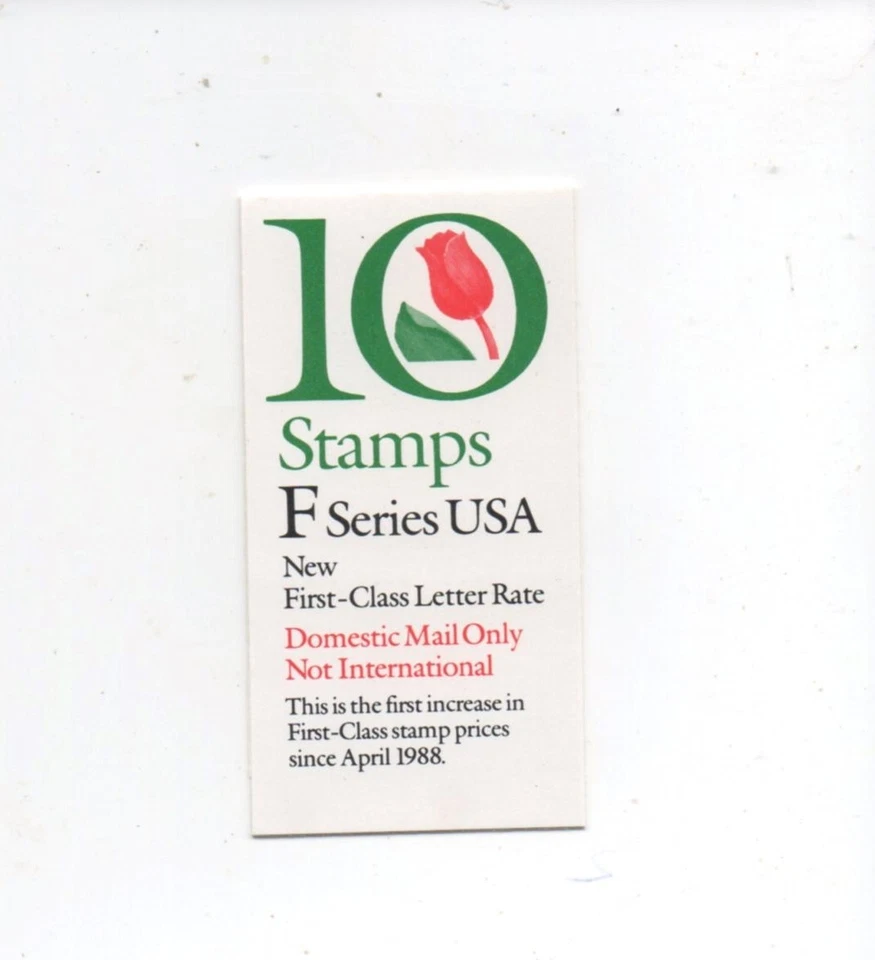 10
Stamps
F Series USA
New
First-Class Letter Rate
Domestic Mail Only
Not International
This is the first increase in
First-Class stamp prices
since April 1988.